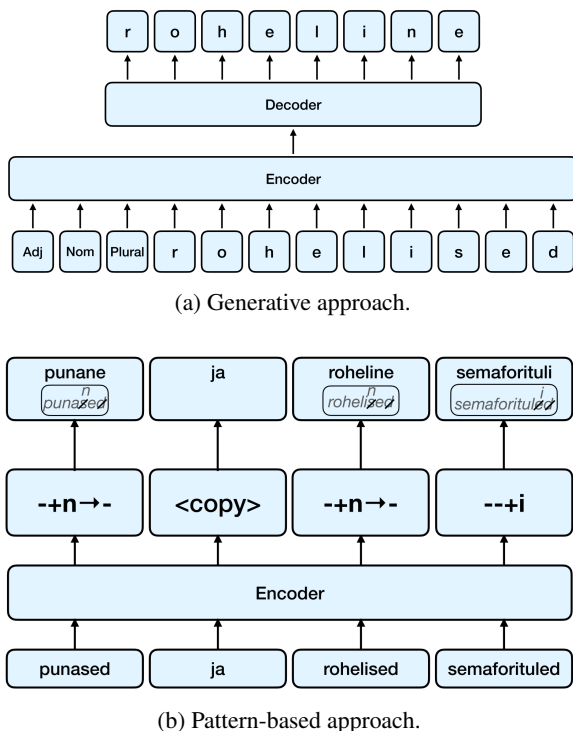 r o h e l i n e
Decoder
Encoder
Adj Nom Plural r o h e l i s e d
(a) Generative approach.
punane ja roheline semaforituli
n n i
punased rohelised semaforituled
-+n→- <copy> -+n→- --+i
Encoder
punased ja rohelised semaforituled
(b) Pattern-based approach.